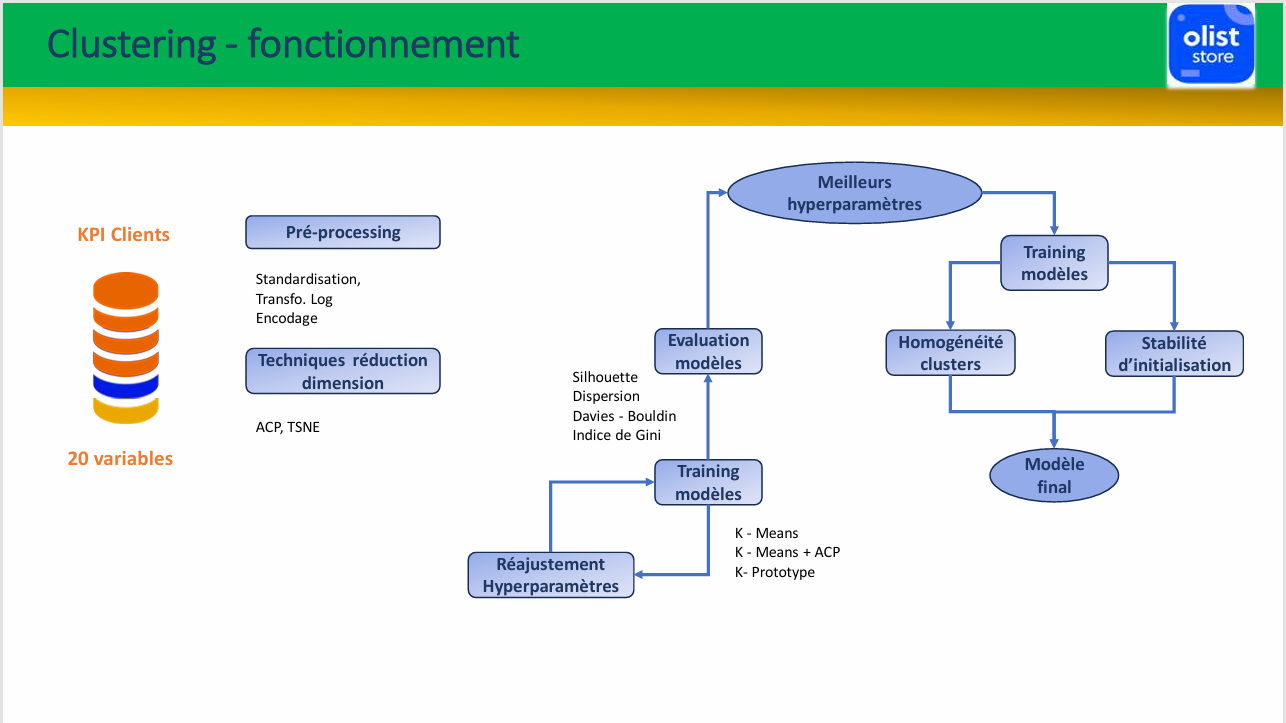 Clustering - fonctionnement
olist
store
KPI Clients
20 variables
Pré-processing
Standardisation,
Transfo. Log
Encodage
Techniques réduction
dimension
ACP, TSNE
Réajustement
Hyperparamètres
Training
modèles
K - Means
K - Means + ACP
K- Prototype
Silhouette
Dispersion
Davies - Bouldin
Indice de Gini
Evaluation
modèles
Meilleurs
hyperparamètres
Training
modèles
Homogénéité
clusters
Stabilité
d’initialisation
Modèle
final